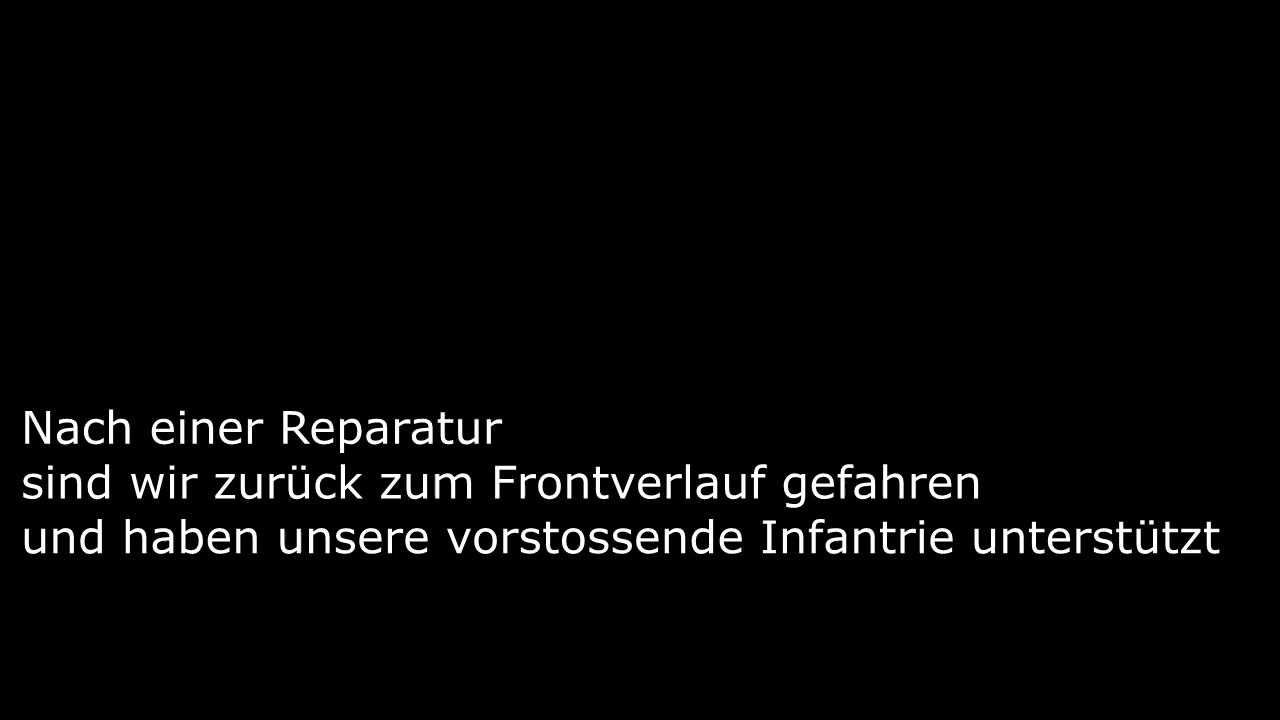 Nach einer Reparatur
sind wir zurück zum Frontverlauf gefahren
und haben unsere vorstossende Infantrie unterstützt